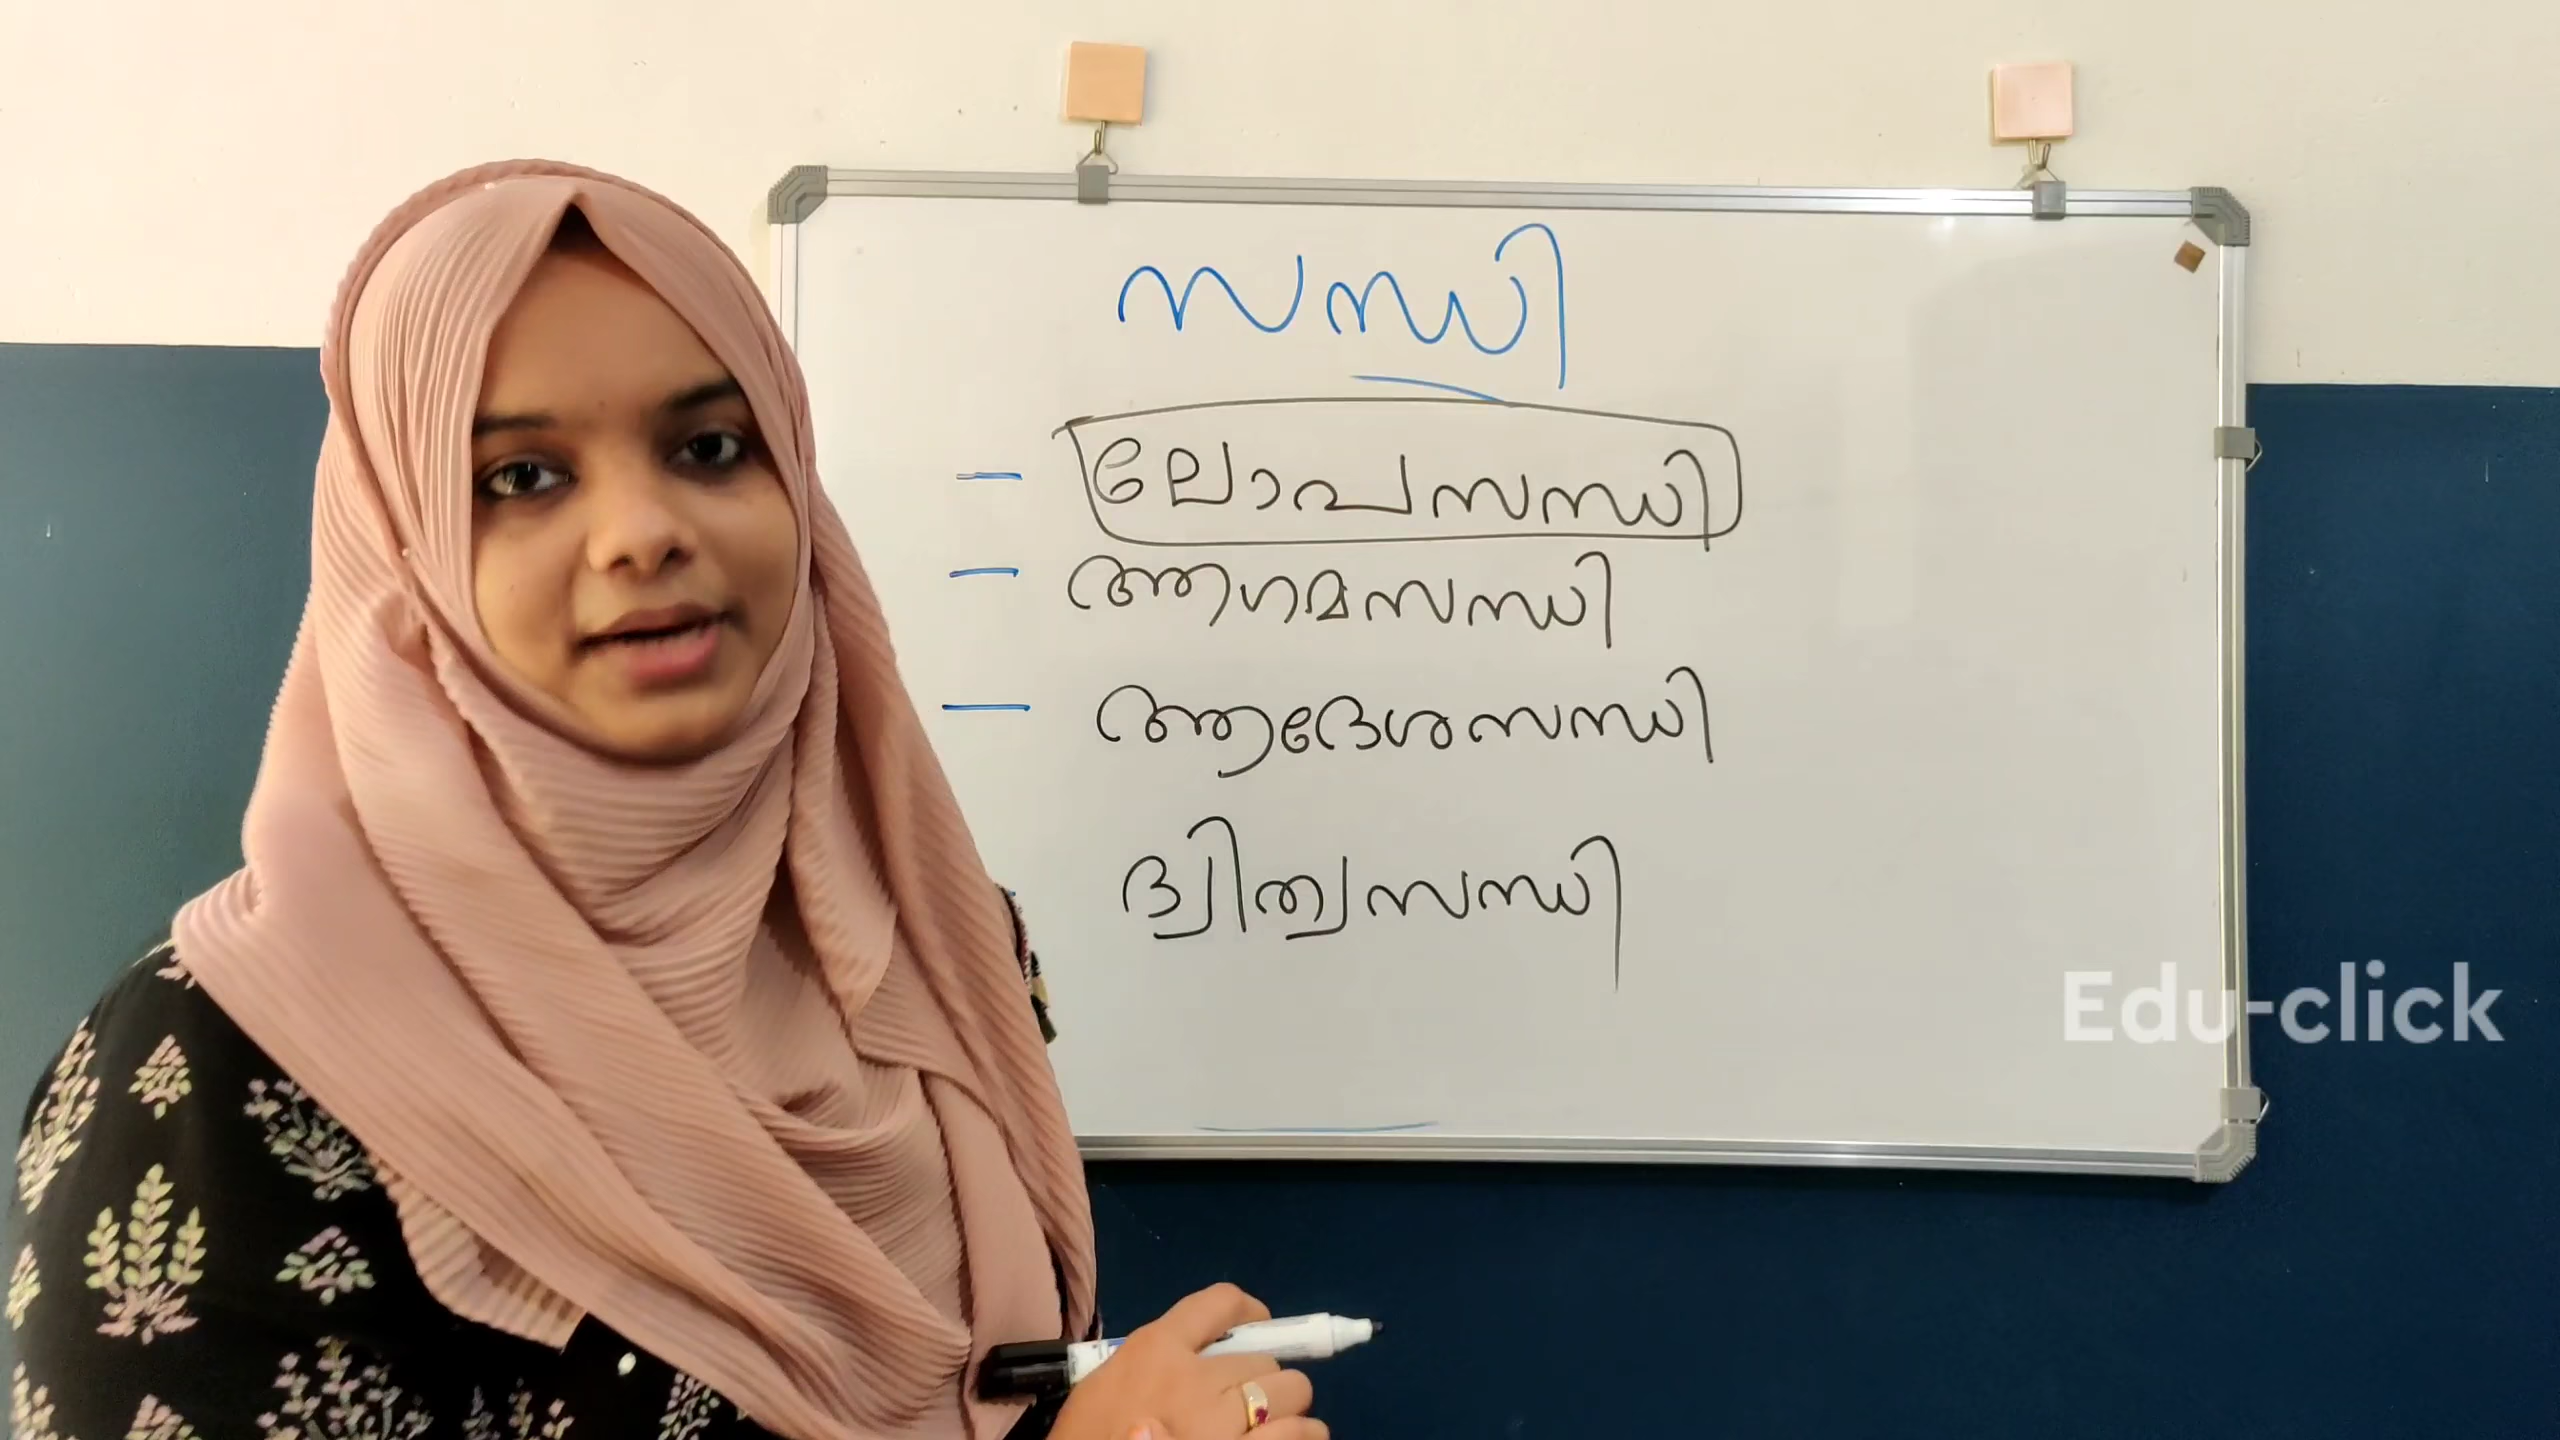 സന്ധി
- ലോപസന്ധി
- ആഗമസന്ധി
- ആദേശസന്ധി
ദ്വിത്വസന്ധി
Edu-click